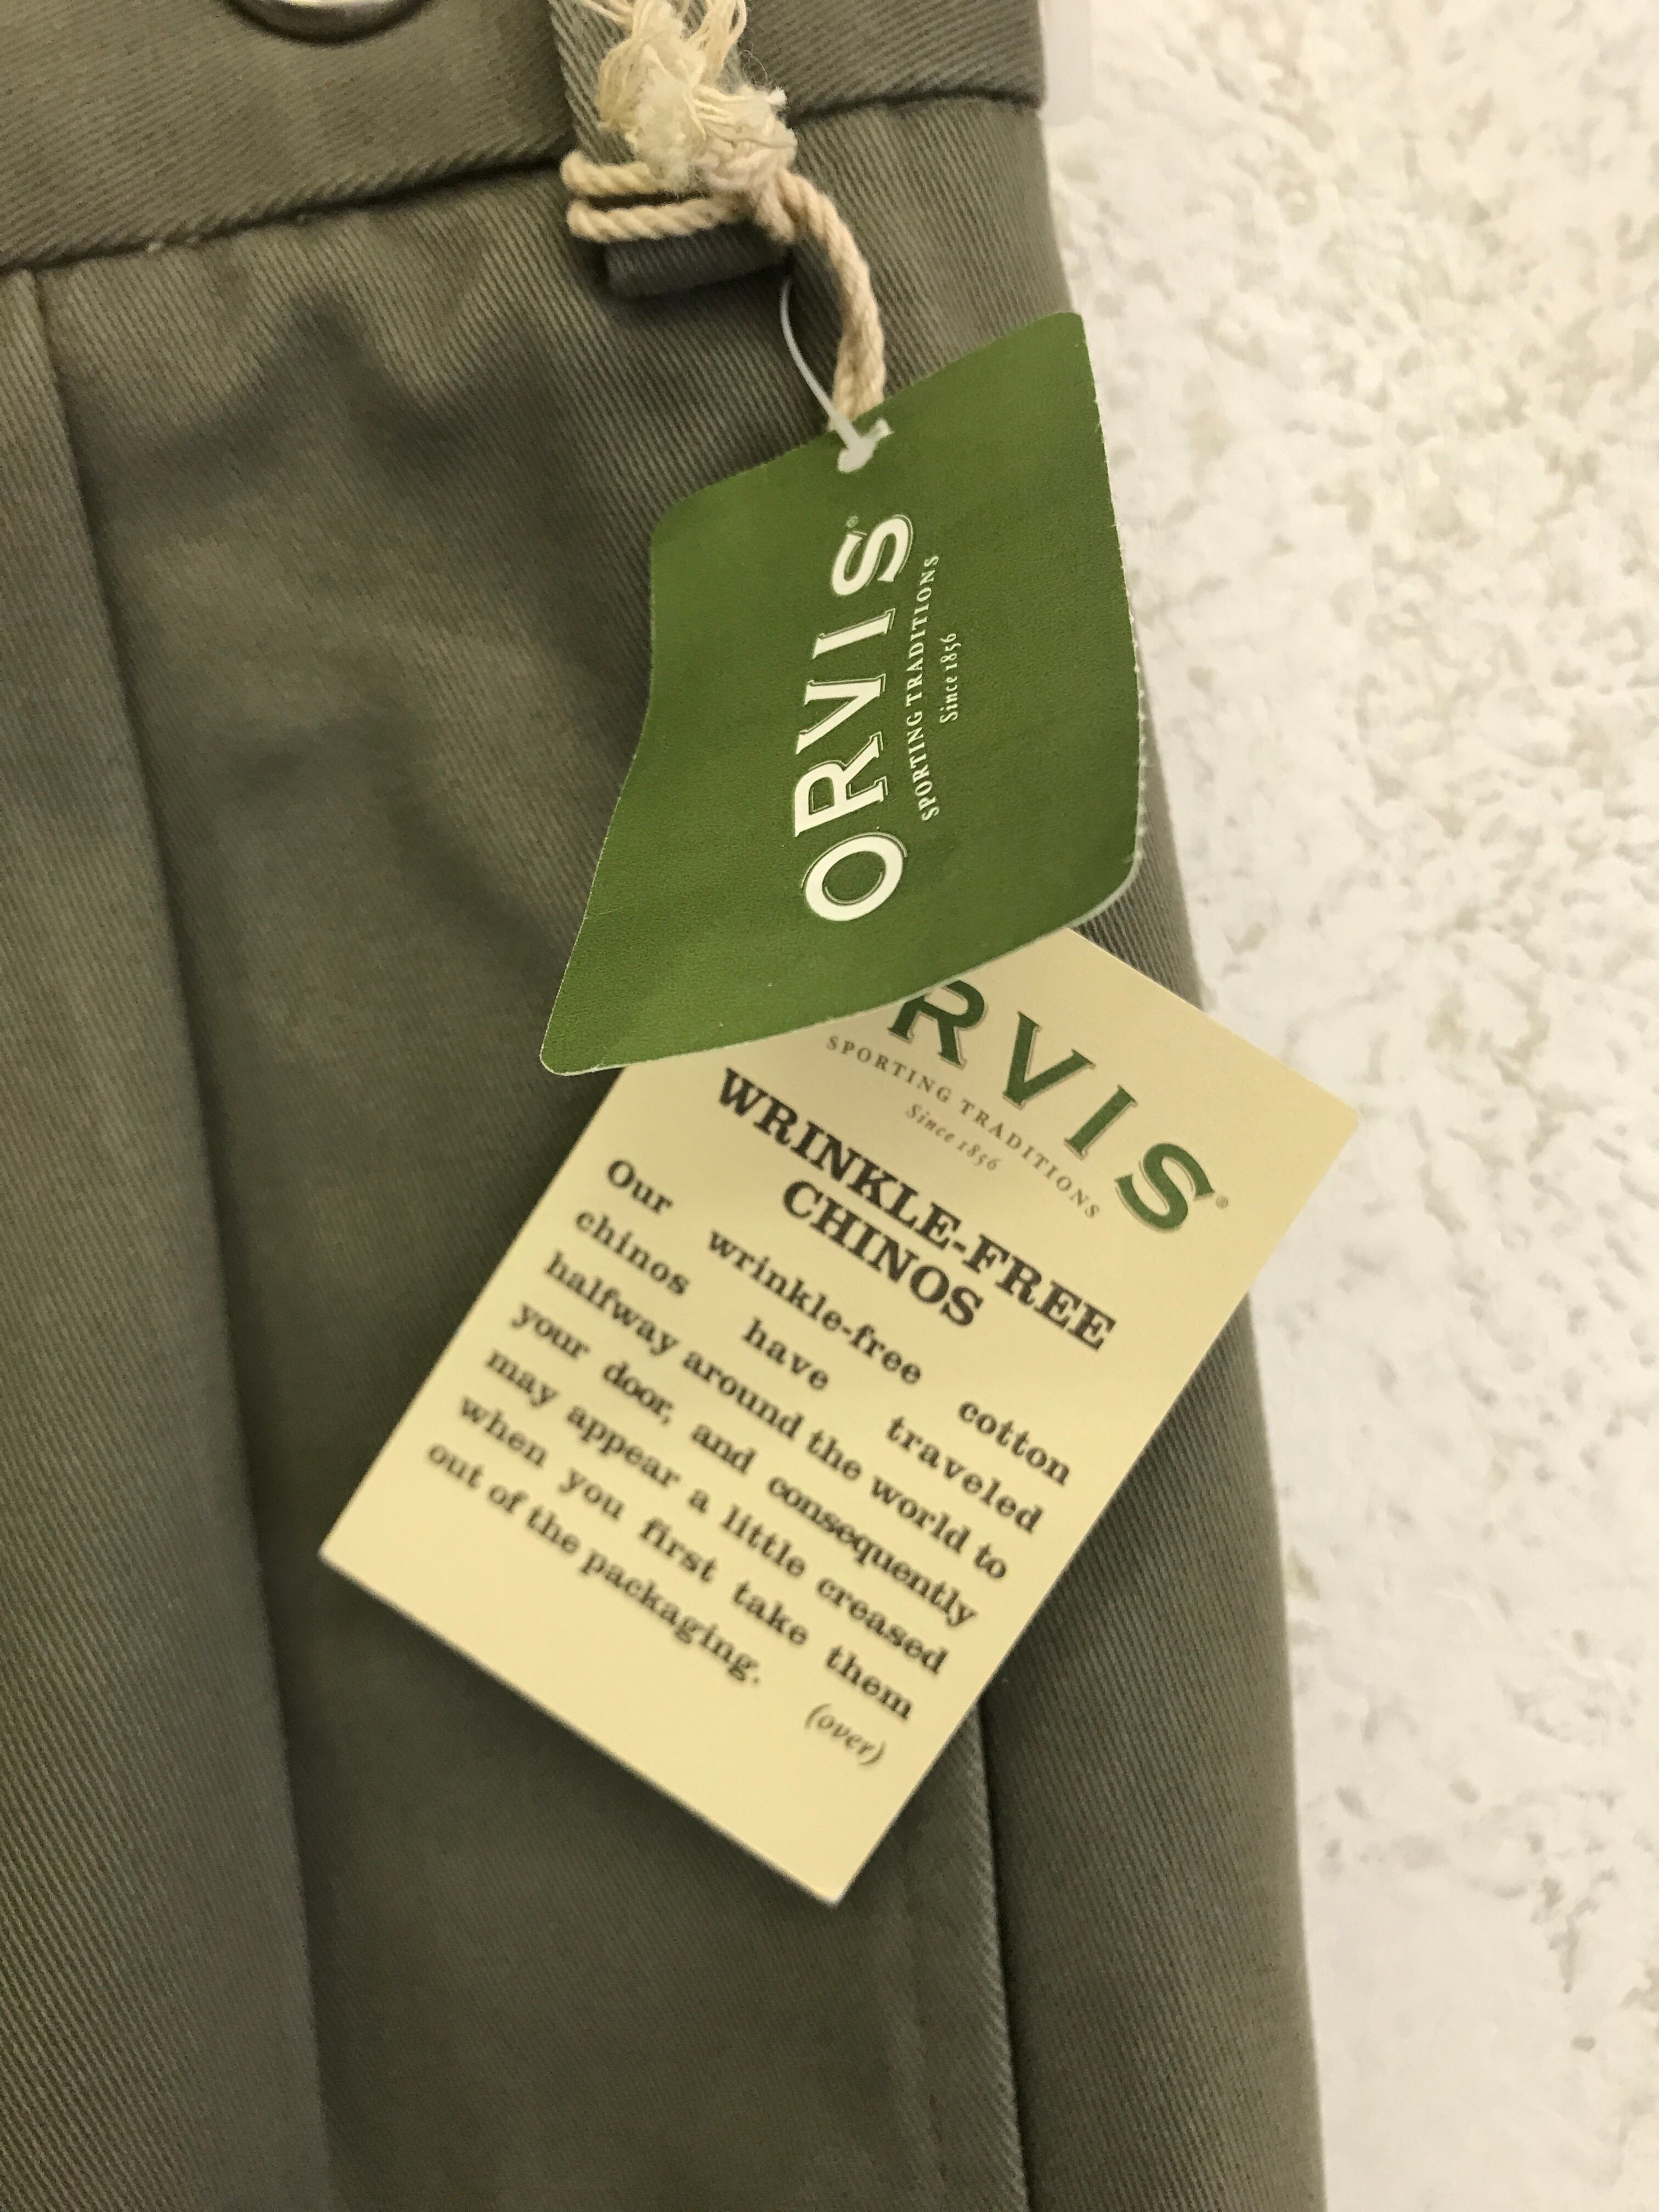 ORVIS®
SPORTING TRADITIONS
Since 1856
RVIS®
SPORTING TRADITIONS
Since 1856
WRINKLE-FREE
CHINOS
Our wrinkle-free cotton
chinos have traveled
halfway around the world to
your door, and consequently
may appear a little creased
when you first take them
out of the packaging.
(over)